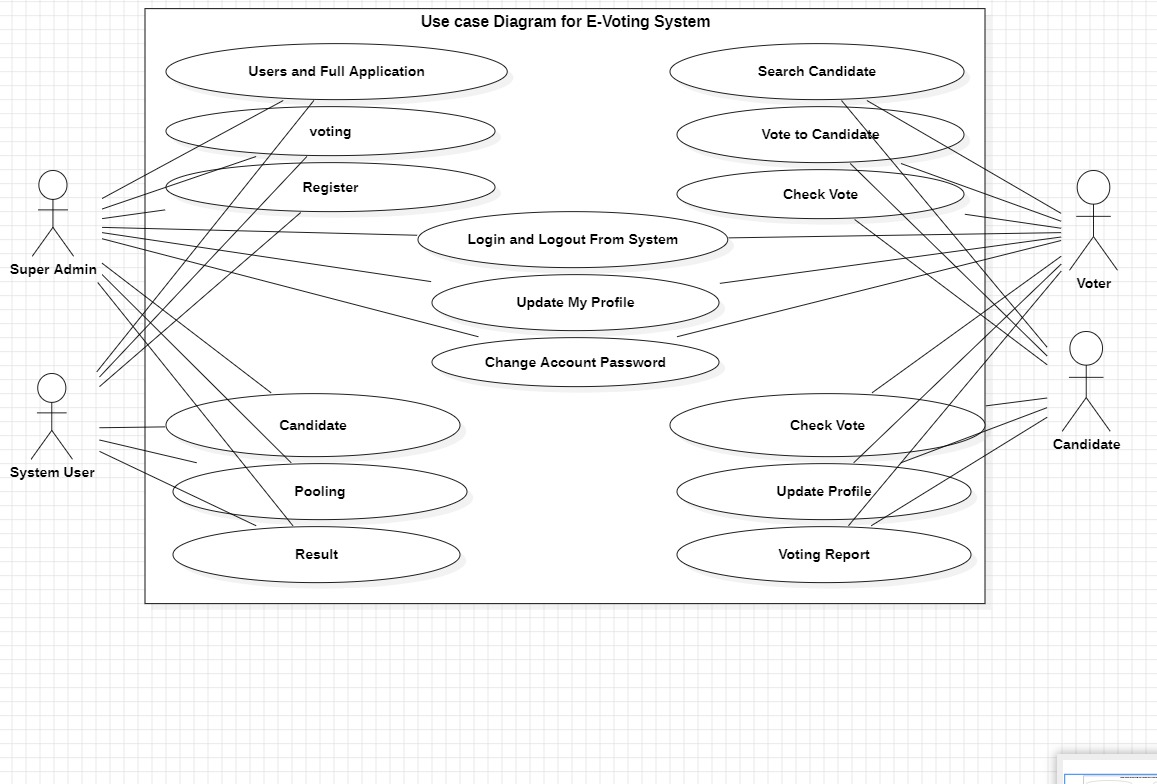 Use case Diagram for E-Voting System
Users and Full Application
Search Candidate
voting
Vote to Candidate
Register
Check Vote
Login and Logout From System
Super Admin
Voter
Update My Profile
Change Account Password
Candidate
Check Vote
Candidate
System User
Pooling
Update Profile
Result
Voting Report